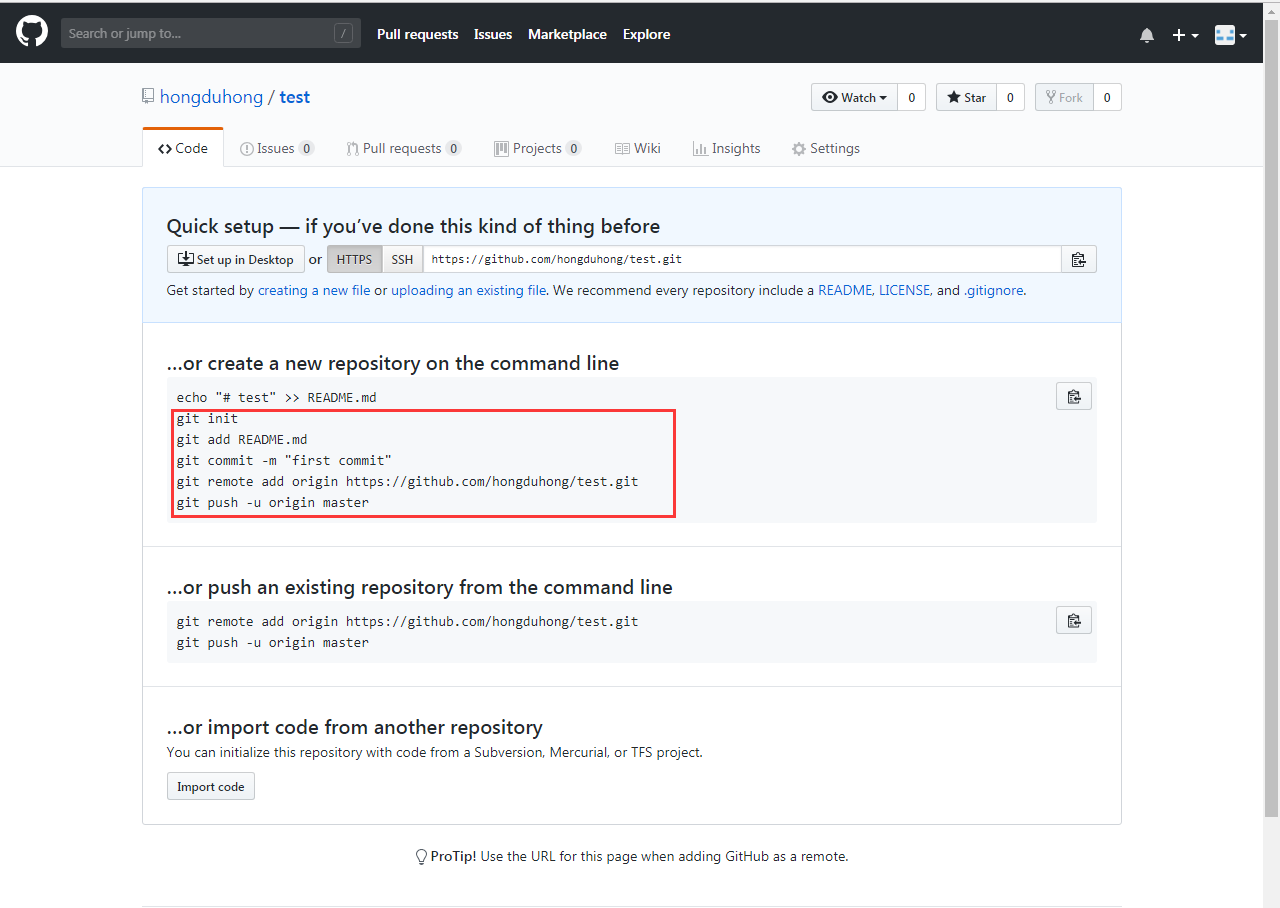 Search or jump to... /
Pull requests Issues Marketplace Explore
hongduhong / test
Watch 0 Star 0 Fork 0
Code Issues 0 Pull requests 0 Projects 0 Wiki Insights Settings
Quick setup — if you’ve done this kind of thing before
Set up in Desktop or HTTPS SSH https://github.com/hongduhong/test.git
Get started by creating a new file or uploading an existing file. We recommend every repository include a README, LICENSE, and .gitignore.
…or create a new repository on the command line
echo "# test" >> README.md
git init
git add README.md
git commit -m "first commit"
git remote add origin https://github.com/hongduhong/test.git
git push -u origin master
…or push an existing repository from the command line
git remote add origin https://github.com/hongduhong/test.git
git push -u origin master
…or import code from another repository
You can initialize this repository with code from a Subversion, Mercurial, or TFS project.
Import code
ProTip! Use the URL for this page when adding GitHub as a remote.